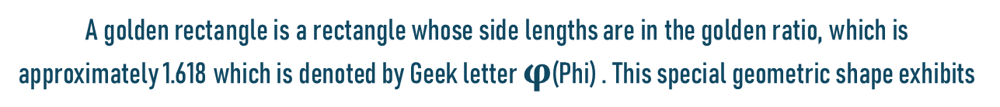 A golden rectangle is a rectangle whose side lengths are in the golden ratio, which is
approximately 1.618 which is denoted by Geek letter φ(Phi) . This special geometric shape exhibits